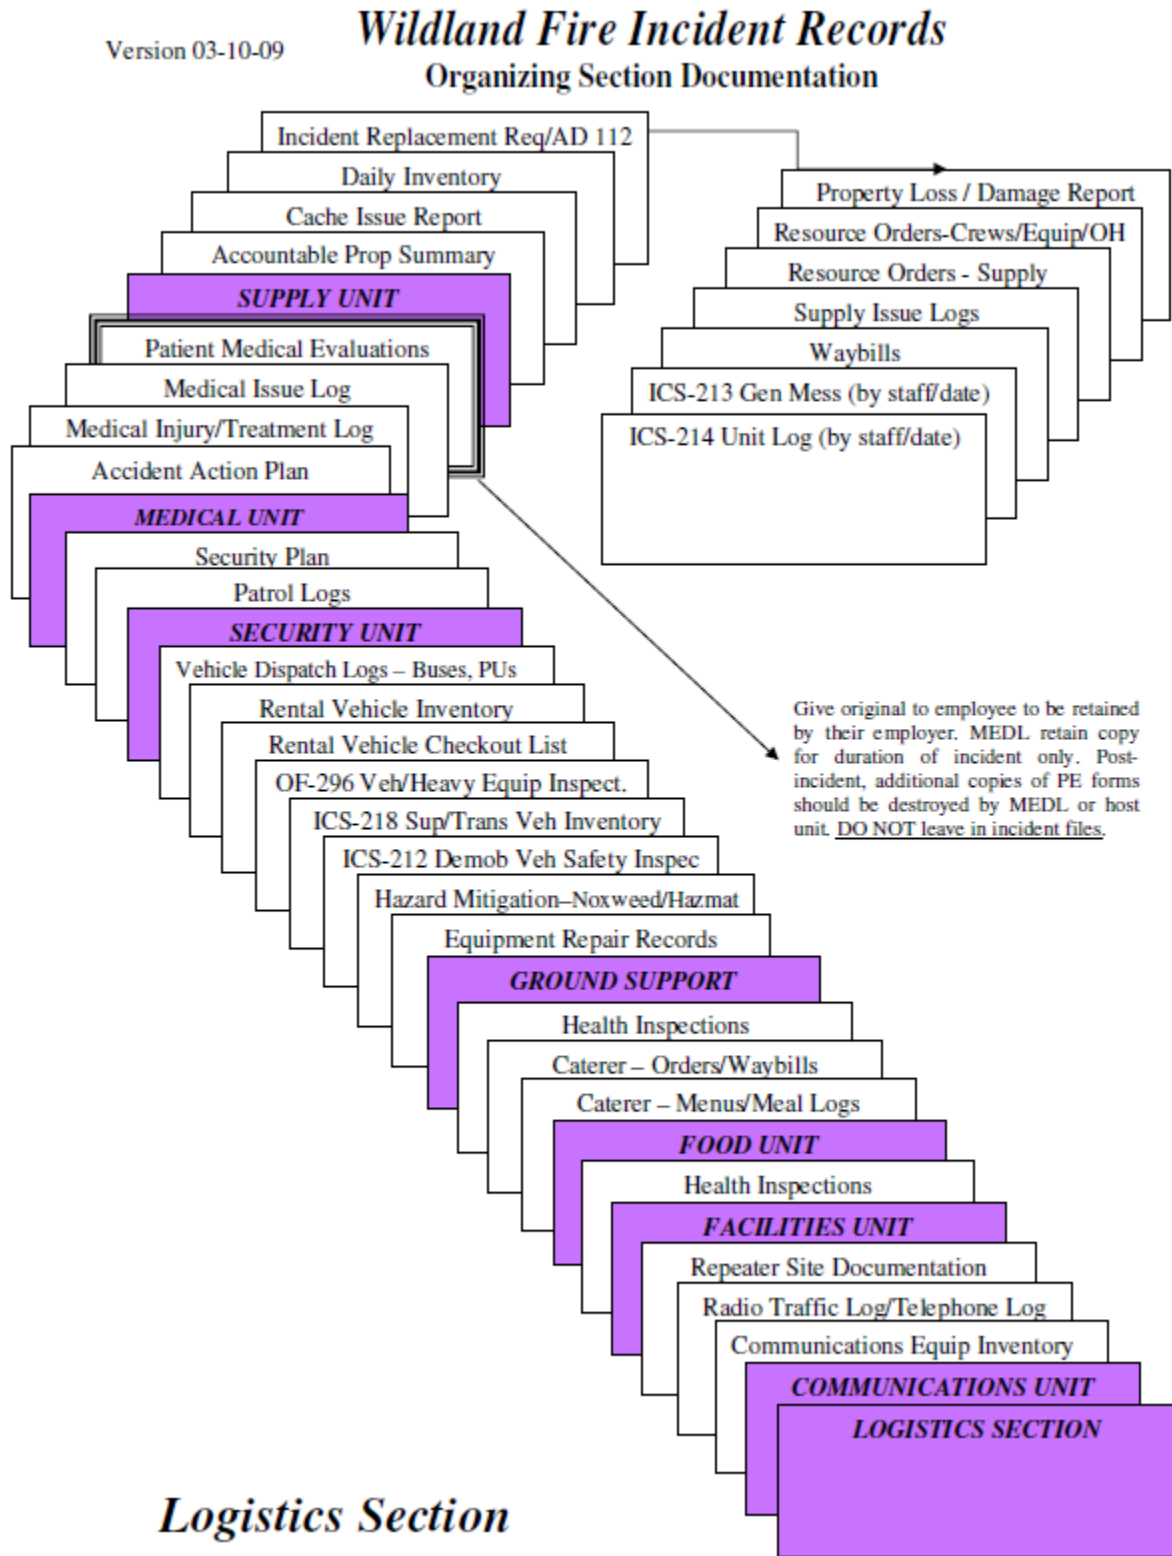 Version 03-10-09
Wildland Fire Incident Records
Organizing Section Documentation
Incident Replacement Req/AD 112
Daily Inventory
Cache Issue Report
Accountable Prop Summary
SUPPLY UNIT
Patient Medical Evaluations
Medical Issue Log
Medical Injury/Treatment Log
Accident Action Plan
MEDICAL UNIT
Security Plan
Patrol Logs
SECURITY UNIT
Vehicle Dispatch Logs – Buses, PUs
Rental Vehicle Inventory
Rental Vehicle Checkout List
OF-296 Veh/Heavy Equip Inspect.
ICS-218 Sup/Trans Veh Inventory
ICS-212 Demob Veh Safety Inspec
Hazard Mitigation–Noxweed/Hazmat
Equipment Repair Records
GROUND SUPPORT
Health Inspections
Caterer – Orders/Waybills
Caterer – Menus/Meal Logs
FOOD UNIT
Health Inspections
FACILITIES UNIT
Repeater Site Documentation
Radio Traffic Log/Telephone Log
Communications Equip Inventory
COMMUNICATIONS UNIT
LOGISTICS SECTION
Property Loss / Damage Report
Resource Orders-Crews/Equip/OH
Resource Orders - Supply
Supply Issue Logs
Waybills
ICS-213 Gen Mess (by staff/date)
ICS-214 Unit Log (by staff/date)
Give original to employee to be retained
by their employer. MEDL retain copy
for duration of incident only. Post-
incident, additional copies of PE forms
should be destroyed by MEDL or host
unit. DO NOT leave in incident files.
Logistics Section